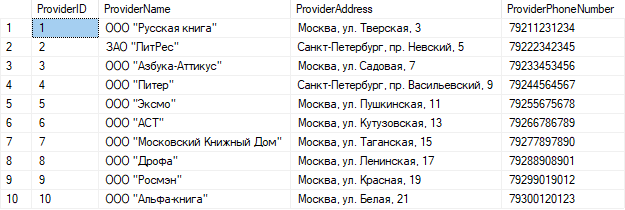 ProviderID ProviderName ProviderAddress ProviderPhoneNumber
1 1 ООО "Русская книга" Москва, ул. Тверская, 3 79211231234
2 2 ЗАО "ЛитРес" Санкт-Петербург, пр. Невский, 5 79222342345
3 3 ООО "Азбука-Аттикус" Москва, ул. Садовая, 7 79233453456
4 4 ООО "Питер" Санкт-Петербург, пр. Васильевский, 9 79244564567
5 5 ООО "Эксмо" Москва, ул. Пушкинская, 11 79255675678
6 6 ООО "АСТ" Москва, ул. Кутузовская, 13 79266786789
7 7 ООО "Московский Книжный Дом" Москва, ул. Таганская, 15 79277897890
8 8 ООО "Дрофа" Москва, ул. Ленинская, 17 79288908901
9 9 ООО "Росмэн" Москва, ул. Красная, 19 79299019012
10 10 ООО "Альфа-книга" Москва, ул. Белая, 21 79300120123